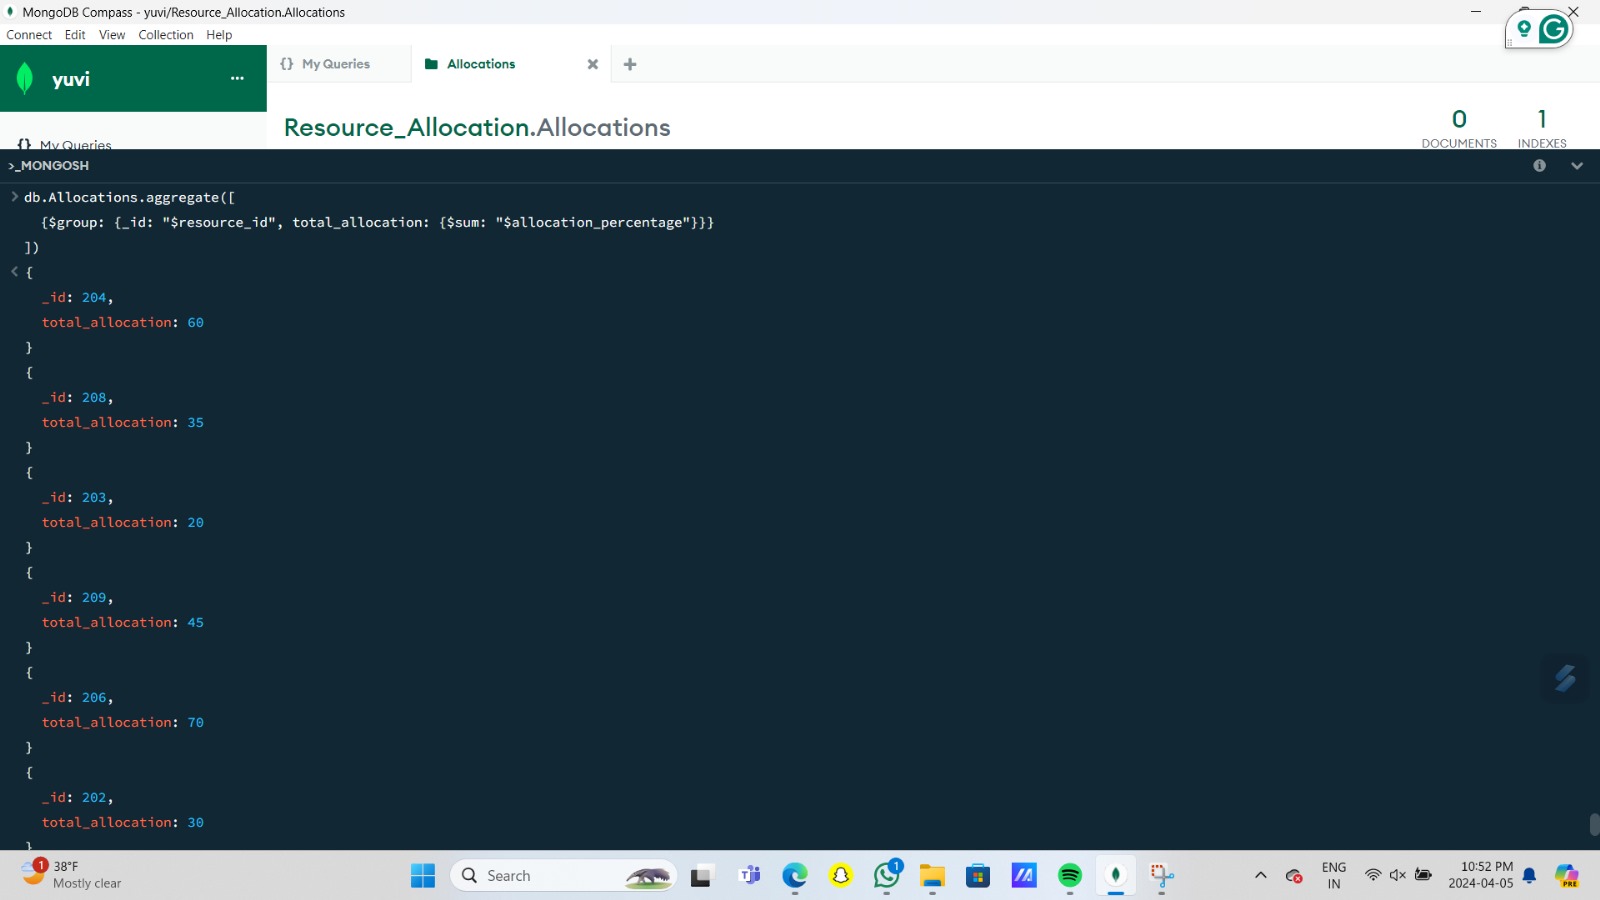 MongoDB Compass - yuvi/Resource_Allocation.Allocations
Connect Edit View Collection Help
yuvi
{} My Queries
Allocations
Resource_Allocation.Allocations
0
DOCUMENTS
1
INDEXES
{} My Queries
>_MONGOSH
> db.Allocations.aggregate([
{$group: {_id: "$resource_id", total_allocation: {$sum: "$allocation_percentage"}}}
])
< {
_id: 204,
total_allocation: 60
}
{
_id: 208,
total_allocation: 35
}
{
_id: 203,
total_allocation: 20
}
{
_id: 209,
total_allocation: 45
}
{
_id: 206,
total_allocation: 70
}
{
_id: 202,
total_allocation: 30
}
1
38°F
Mostly clear
Search
1
ENG
IN
10:52 PM
2024-04-05
PRE